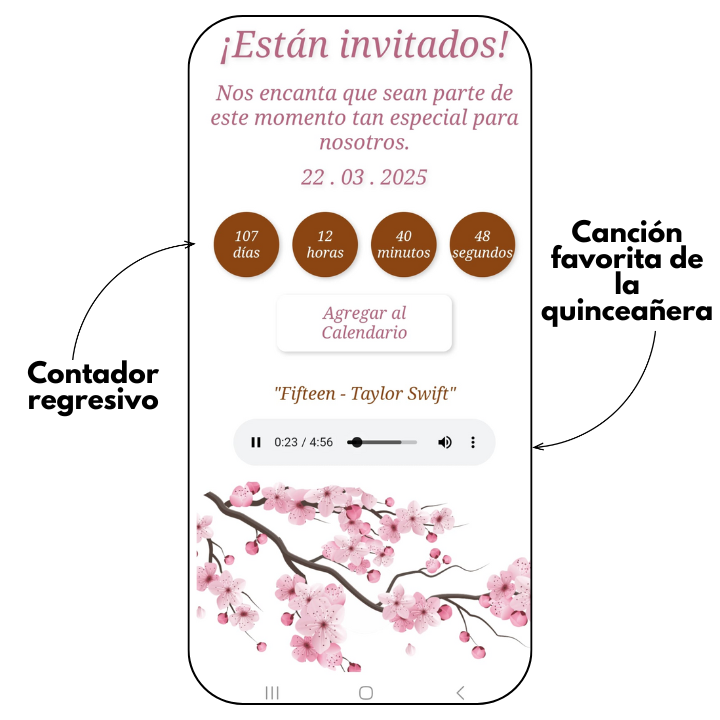 ¡Están invitados!
Nos encanta que sean parte de
este momento tan especial para
nosotros.
22 . 03 . 2025
107
días
12
horas
40
minutos
48
segundos
Agregar al
Calendario
"Fifteen - Taylor Swift"
0:23 / 4:56
Contador
regresivo
Canción
favorita de
la
quinceañera